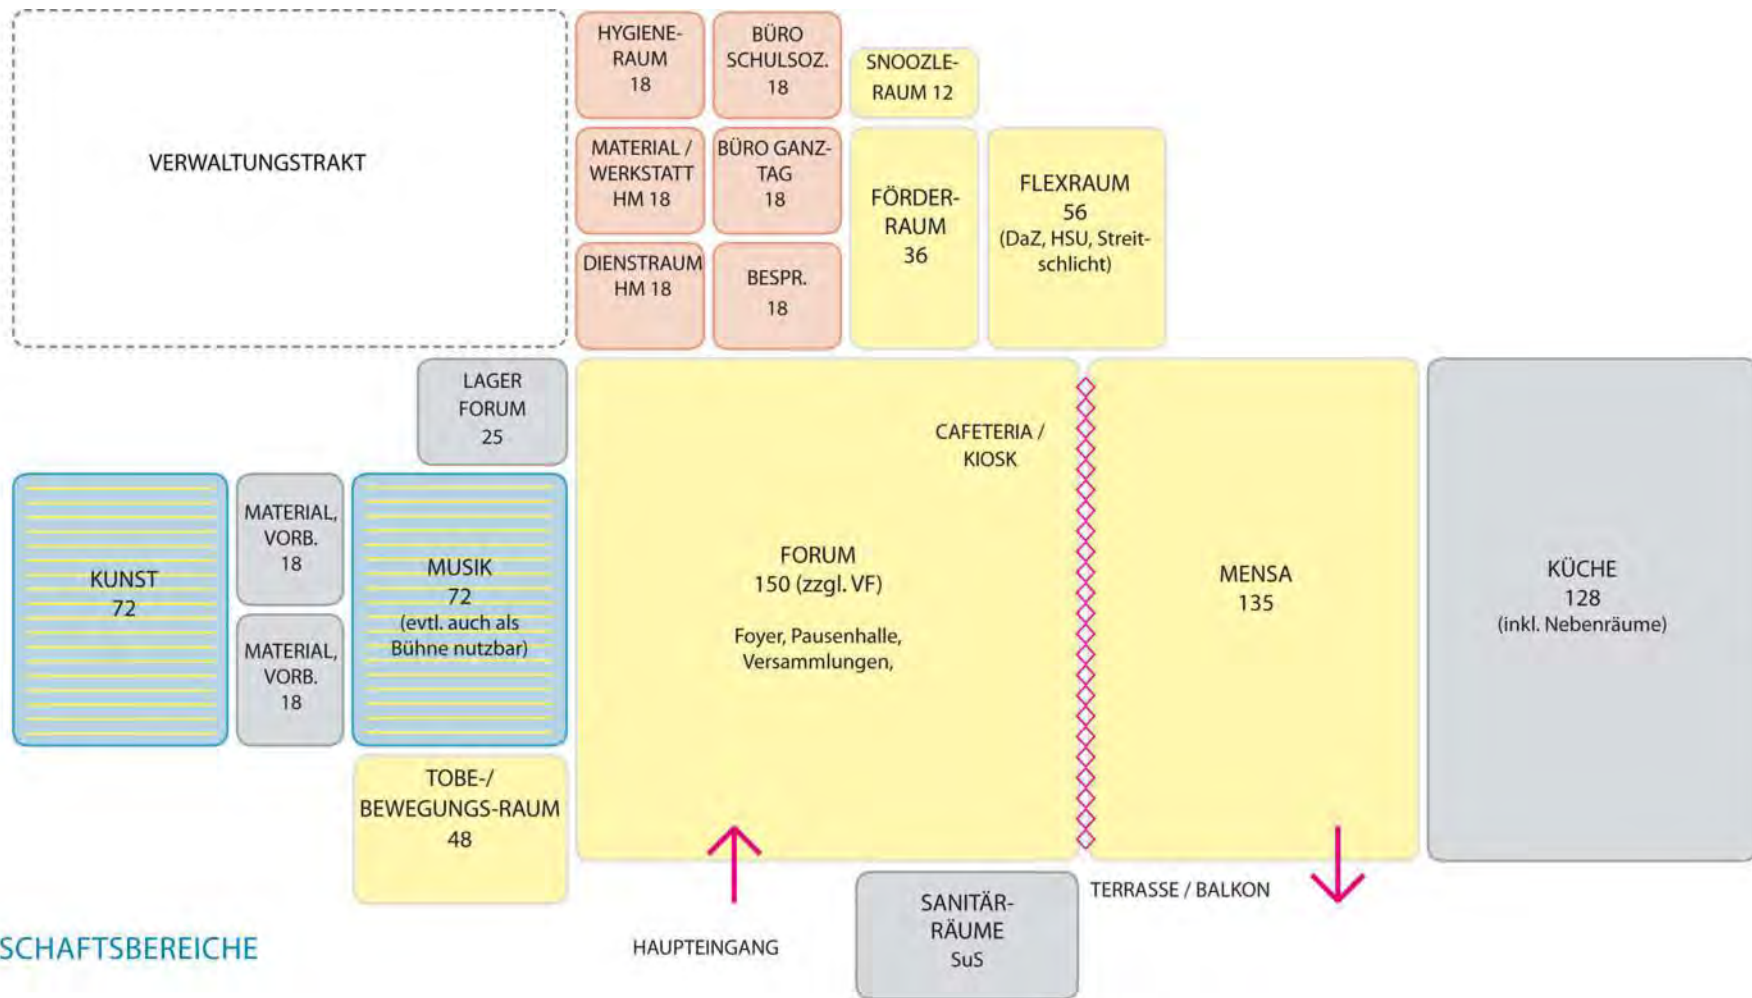 VERWALTUNGSTRAKT
HYGIENE-
RAUM
18
BÜRO
SCHULSOZ.
18
SNOOZLE-
RAUM 12
MATERIAL /
WERKSTATT
HM 18
BÜRO GANZ-
TAG
18
FÖRDER-
RAUM
36
FLEXRAUM
56
(DaZ, HSU, Streit-
schlicht)
DIENSTRAUM
HM 18
BESPR.
18
LAGER
FORUM
25
CAFETERIA /
KIOSK
KUNST
72
MATERIAL,
VORB.
18
MATERIAL,
VORB.
18
MUSIK
72
(evtl. auch als
Bühne nutzbar)
FORUM
150 (zzgl. VF)
Foyer, Pausenhalle,
Versammlungen,
MENSA
135
KÜCHE
128
(inkl. Nebenräume)
TOBE-/
BEWEGUNGS-RAUM
48
HAUPTEINGANG
SANITÄR-
RÄUME
SuS
TERRASSE / BALKON
SCHAFTSBEREICHE